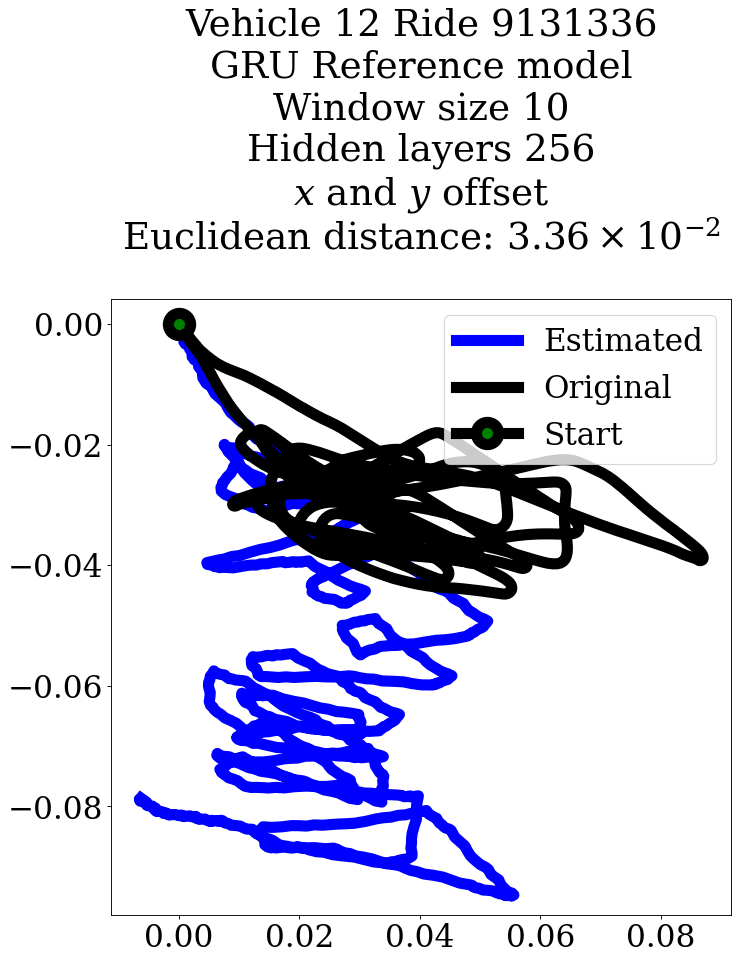 Vehicle 12 Ride 9131336
GRU Reference model
Window size 10
Hidden layers 256
x and y offset
Euclidean distance: 3.36 × 10⁻²
Estimated
Original
Start
0.00
−0.02
−0.04
−0.06
−0.08
0.00 0.02 0.04 0.06 0.08